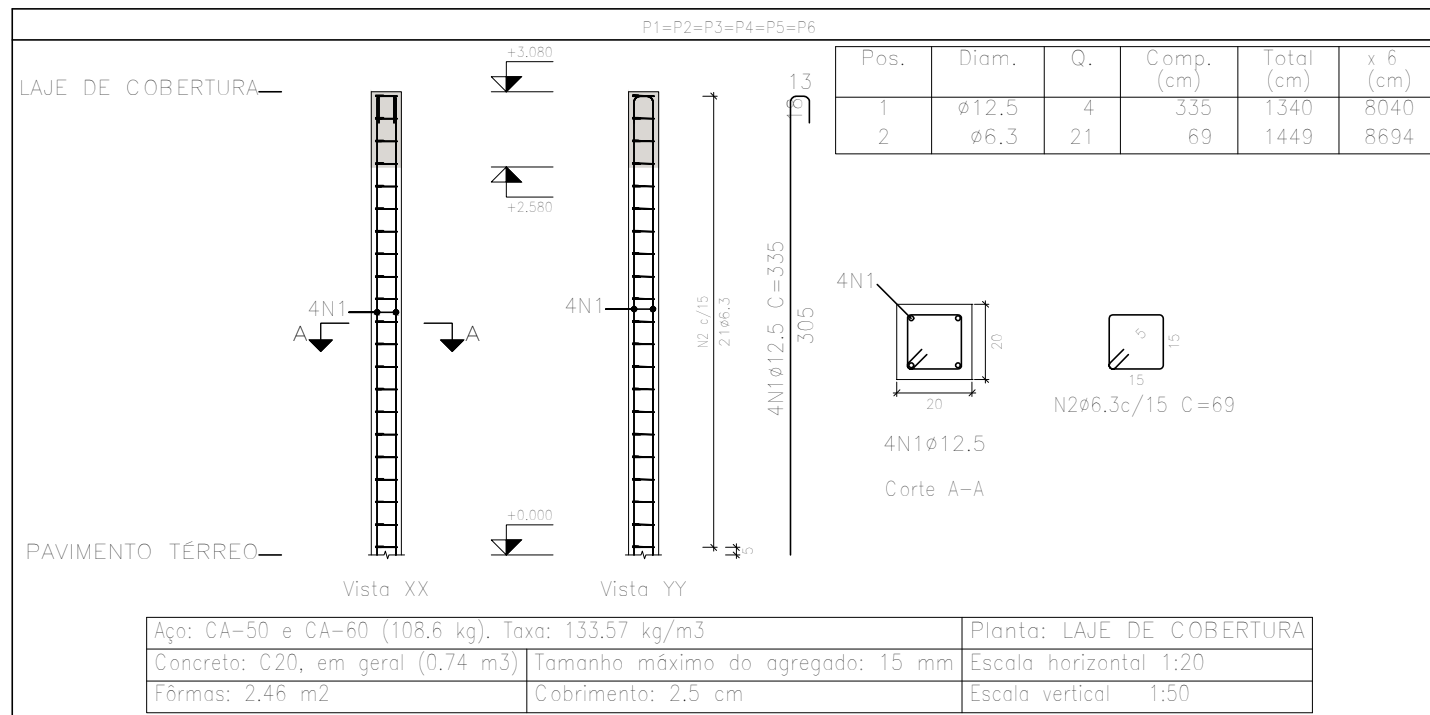 P1=P2=P3=P4=P5=P6
LAJE DE COBERTURA
+3.080
+2.580
4N1
A
A
+0.000
PAVIMENTO TÉRREO
Vista XX
4N1
Vista YY
N2 c/15
21ø6.3
5
13
18
4N1ø12.5 C=335
305
Pos. Diam. Q. Comp. (cm) Total (cm) x 6 (cm)
1 ø12.5 4 335 1340 8040
2 ø6.3 21 69 1449 8694
4N1
20
20
4N1ø12.5
Corte A-A
5
15
15
N2ø6.3c/15 C=69
Aço: CA-50 e CA-60 (108.6 kg). Taxa: 133.57 kg/m3
Planta: LAJE DE COBERTURA
Concreto: C20, em geral (0.74 m3)
Tamanho máximo do agregado: 15 mm
Escala horizontal 1:20
Fôrmas: 2.46 m2
Cobrimento: 2.5 cm
Escala vertical 1:50